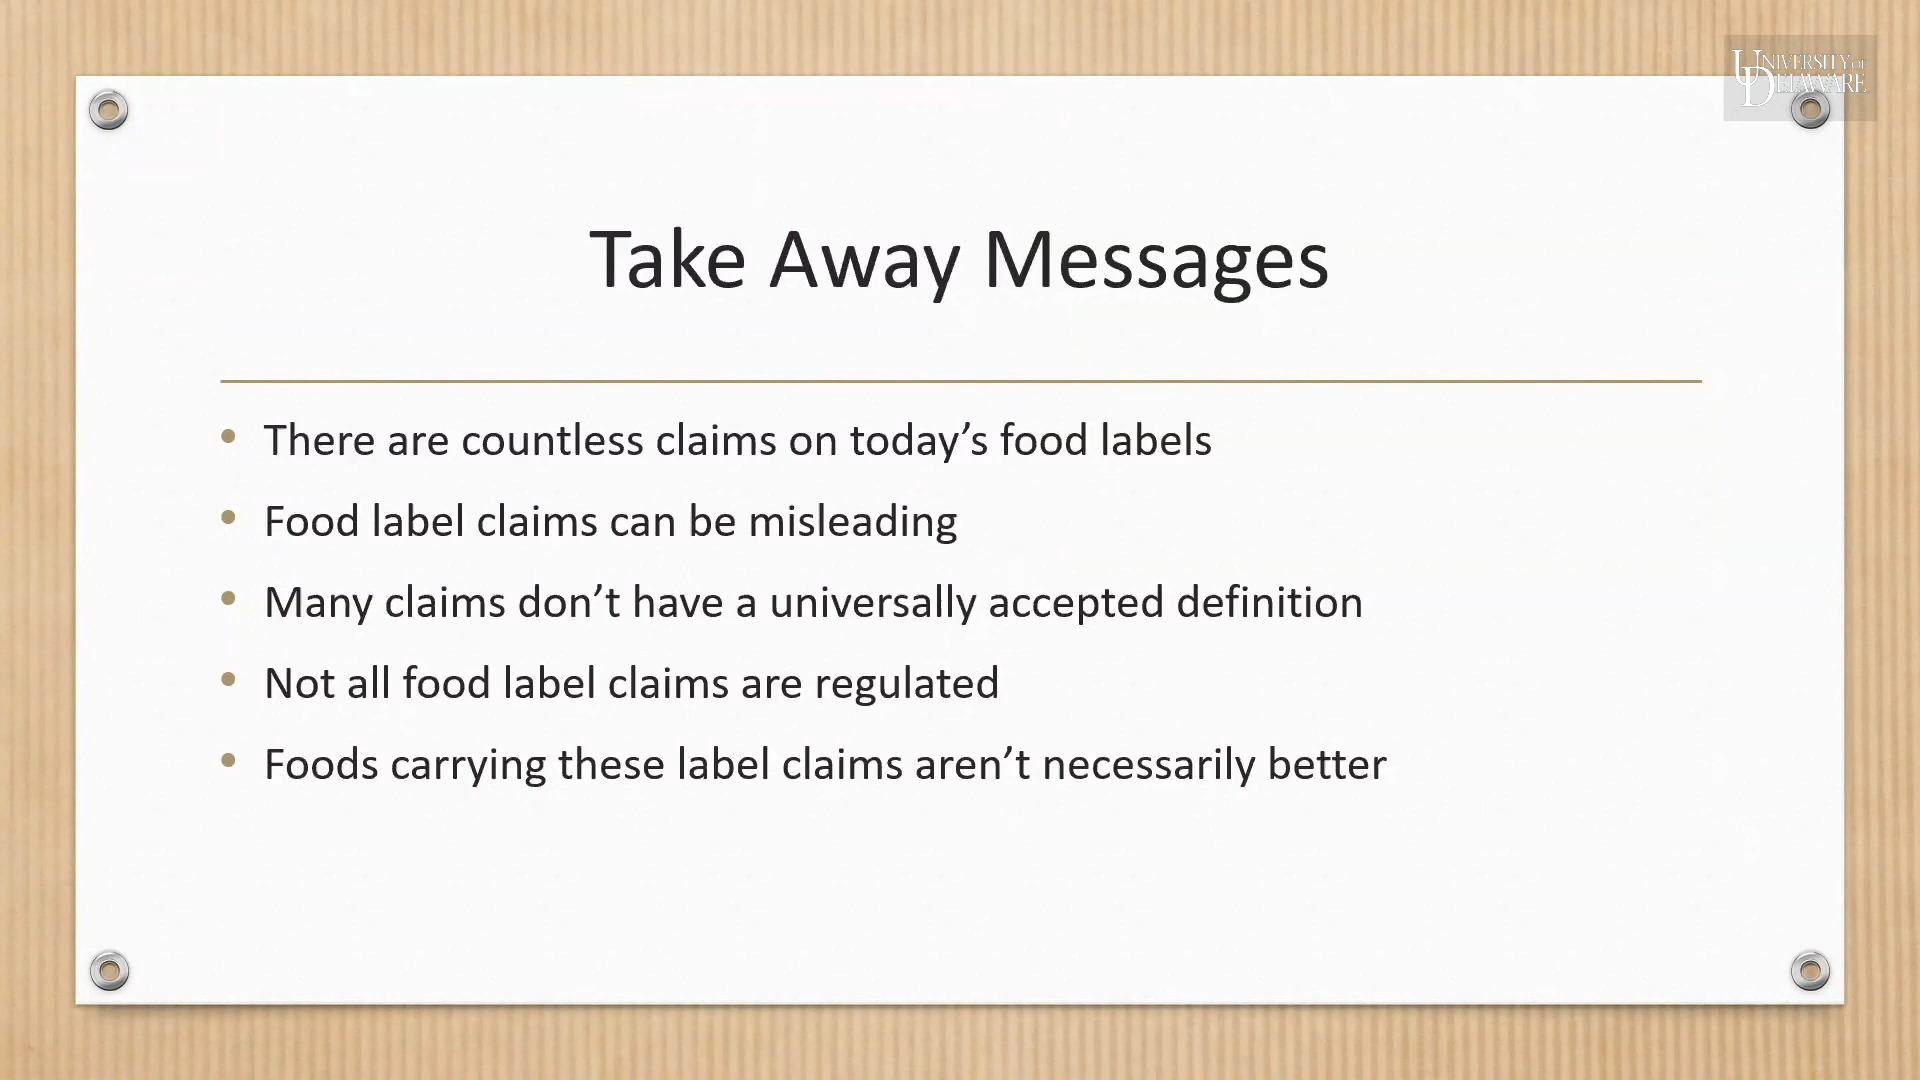 UNIVERSITY OF
DELAWARE
Take Away Messages
• There are countless claims on today’s food labels
• Food label claims can be misleading
• Many claims don’t have a universally accepted definition
• Not all food label claims are regulated
• Foods carrying these label claims aren’t necessarily better